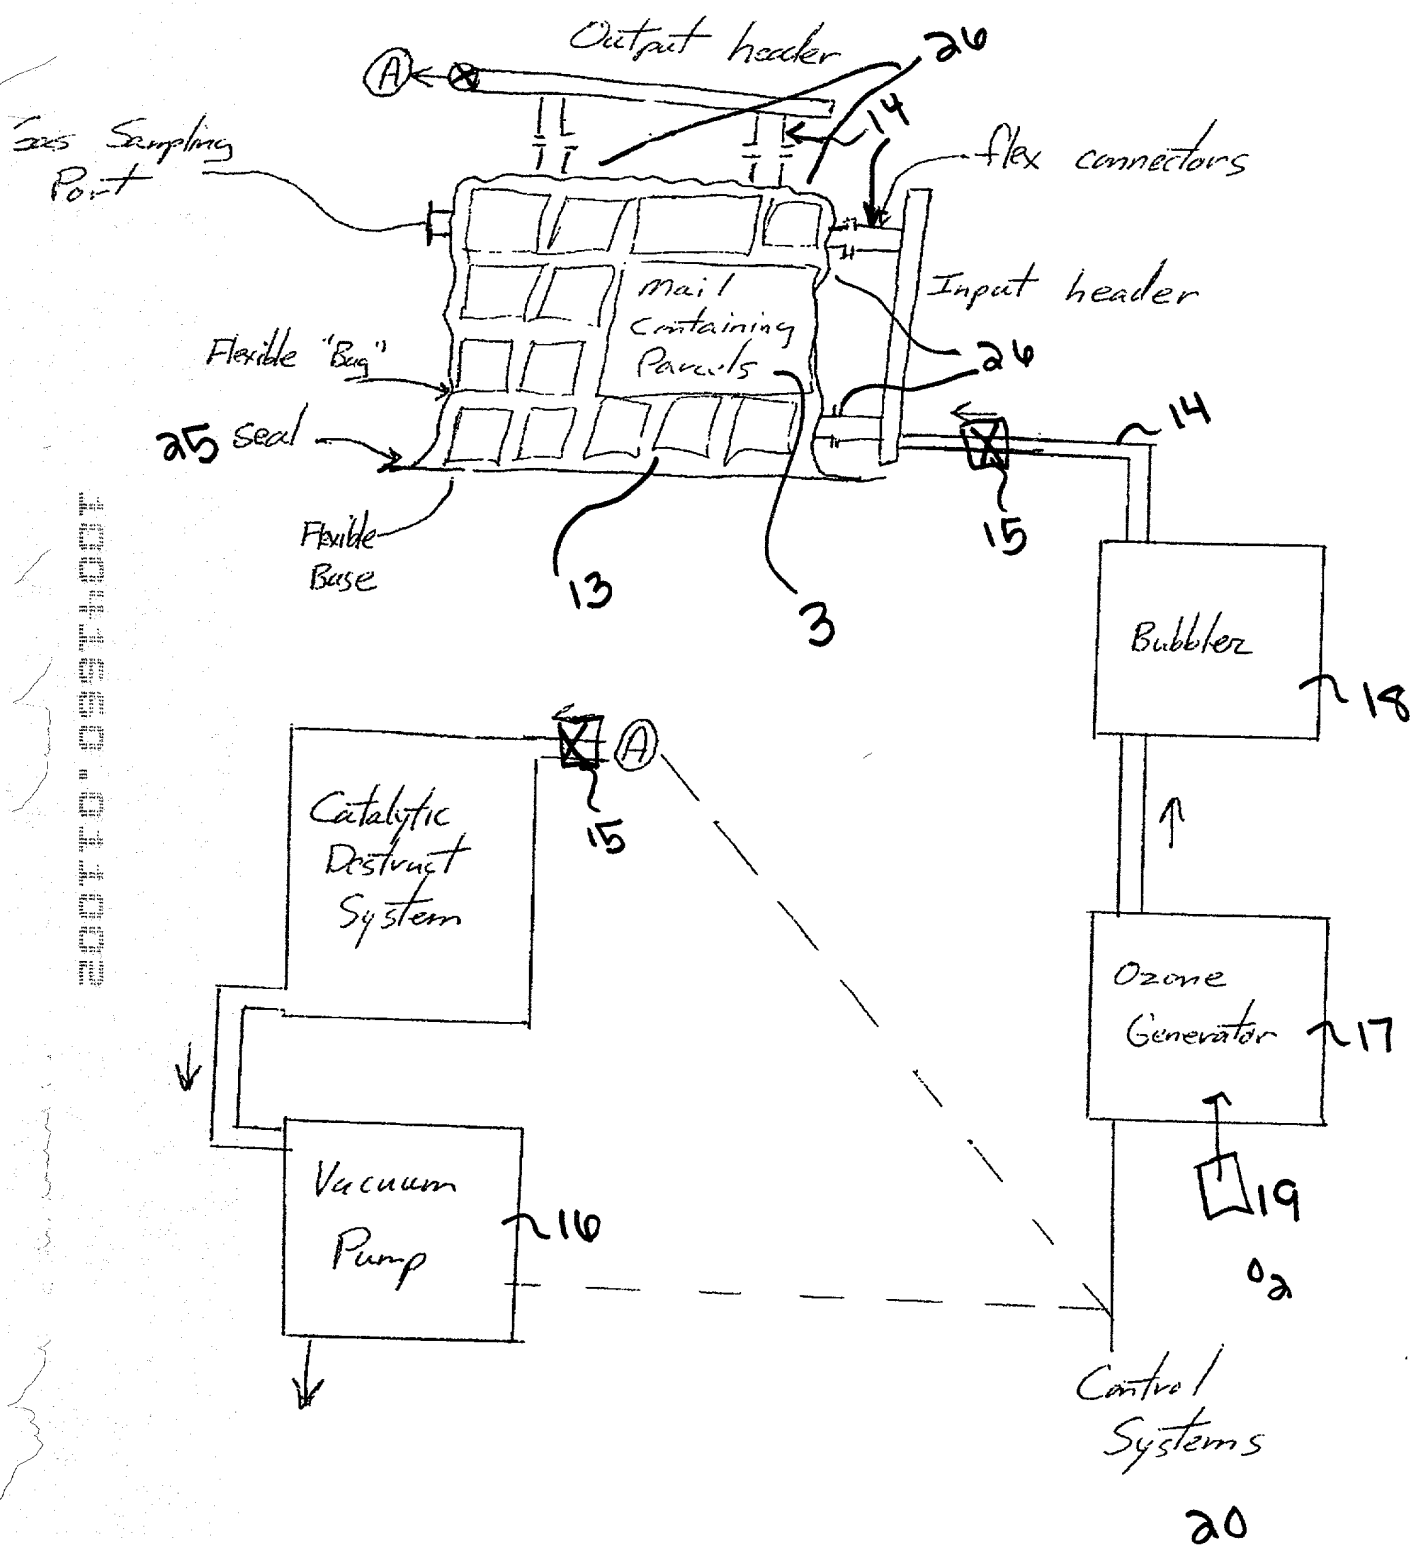 Output header
26
A
14
Gas Sampling
Port
flex connectors
Input header
Mail
Containing
Parcels
Flexible "Bag"
26
25 seal
14
15
Flexible
Base
13
3
Bubbler
18
A
15
Catalytic
Destruct
System
Ozone
Generator
17
Vacuum
Pump
16
19
O2
Control
Systems
20
10041660.011002